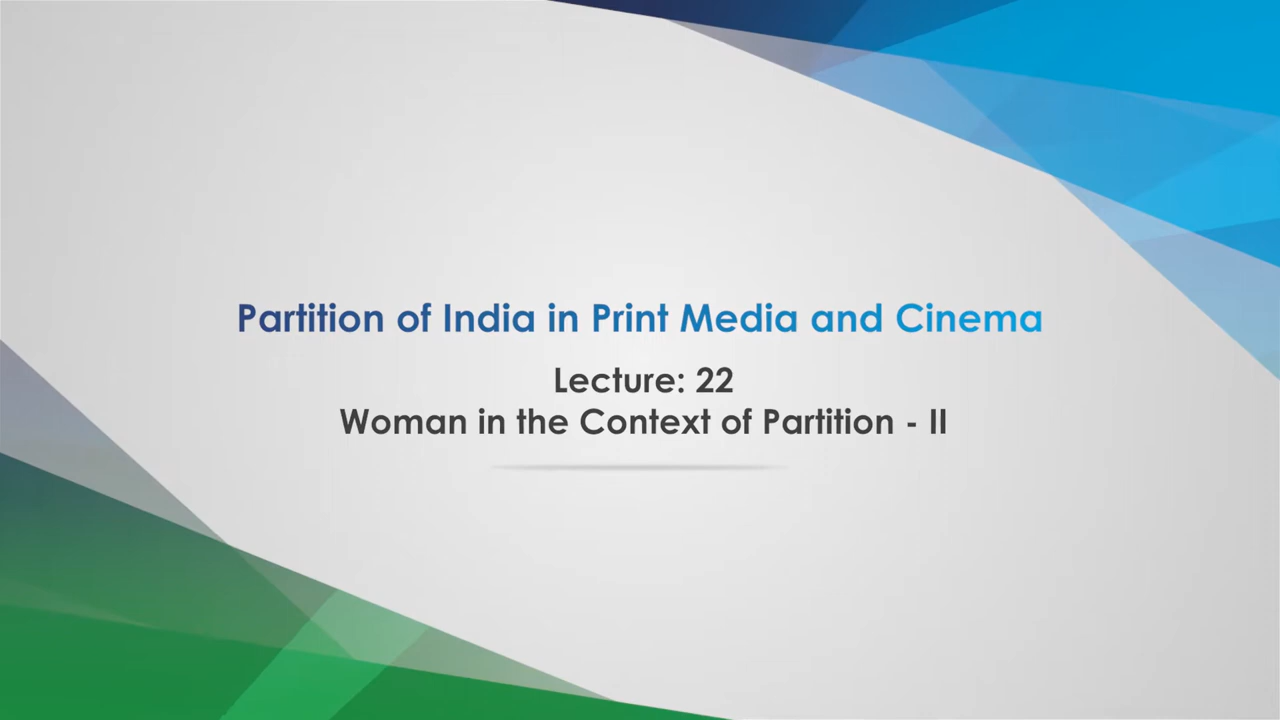 Partition of India in Print Media and Cinema
Lecture: 22
Woman in the Context of Partition - II